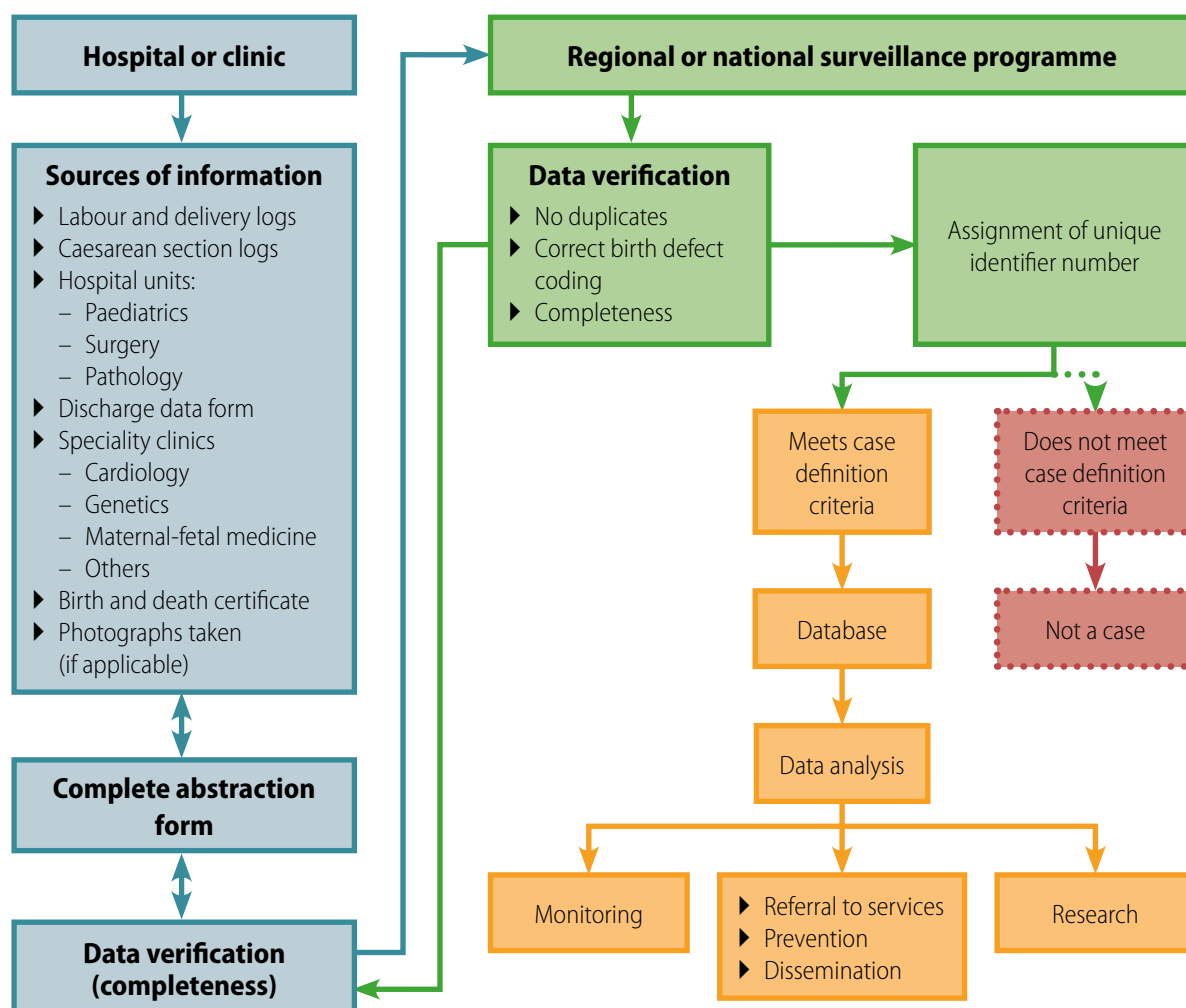 Hospital or clinic
Sources of information
Labour and delivery logs
Caesarean section logs
Hospital units:
– Paediatrics
– Surgery
– Pathology
Discharge data form
Speciality clinics
– Cardiology
– Genetics
– Maternal-fetal medicine
– Others
Birth and death certificate
Photographs taken
(if applicable)
Complete abstraction
form
Data verification
(completeness)
Regional or national surveillance programme
Data verification
No duplicates
Correct birth defect
coding
Completeness
Assignment of unique
identifier number
Meets case
definition
criteria
Does not meet
case definition
criteria
Database
Not a case
Data analysis
Monitoring
Referral to services
Prevention
Dissemination
Research